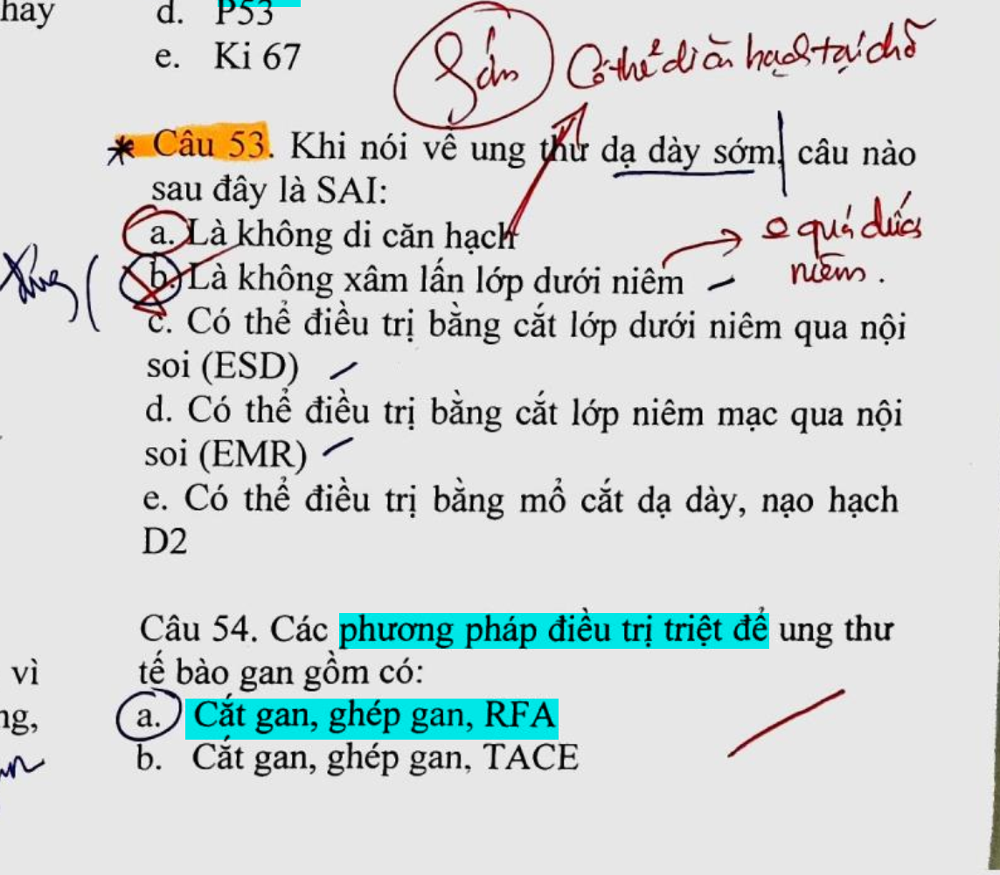 hay
d. P53
e. Ki 67
Có thể di căn hạch tại chỗ
Câu 53. Khi nói về ung thư dạ dày sớm, câu nào
sau đây là SAI:
a. Là không di căn hạch
b. Là không xâm lấn lớp dưới niêm
quá dưới
niêm.
c. Có thể điều trị bằng cắt lớp dưới niêm qua nội
soi (ESD)
d. Có thể điều trị bằng cắt lớp niêm mạc qua nội
soi (EMR)
e. Có thể điều trị bằng mổ cắt dạ dày, nạo hạch
D2
Câu 54. Các phương pháp điều trị triệt để ung thư
vì
tế bào gan gồm có:
ng,
a. Cắt gan, ghép gan, RFA
b. Cắt gan, ghép gan, TACE